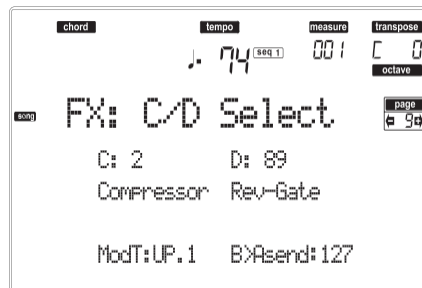 chord tempo measure transpose
♩. 74 seq 1 001 C 0
octave
song FX: C/D Select page 9
C: 2 D: 89
Compressor Rev-Gate
ModT:UP.1 B>Asend:127